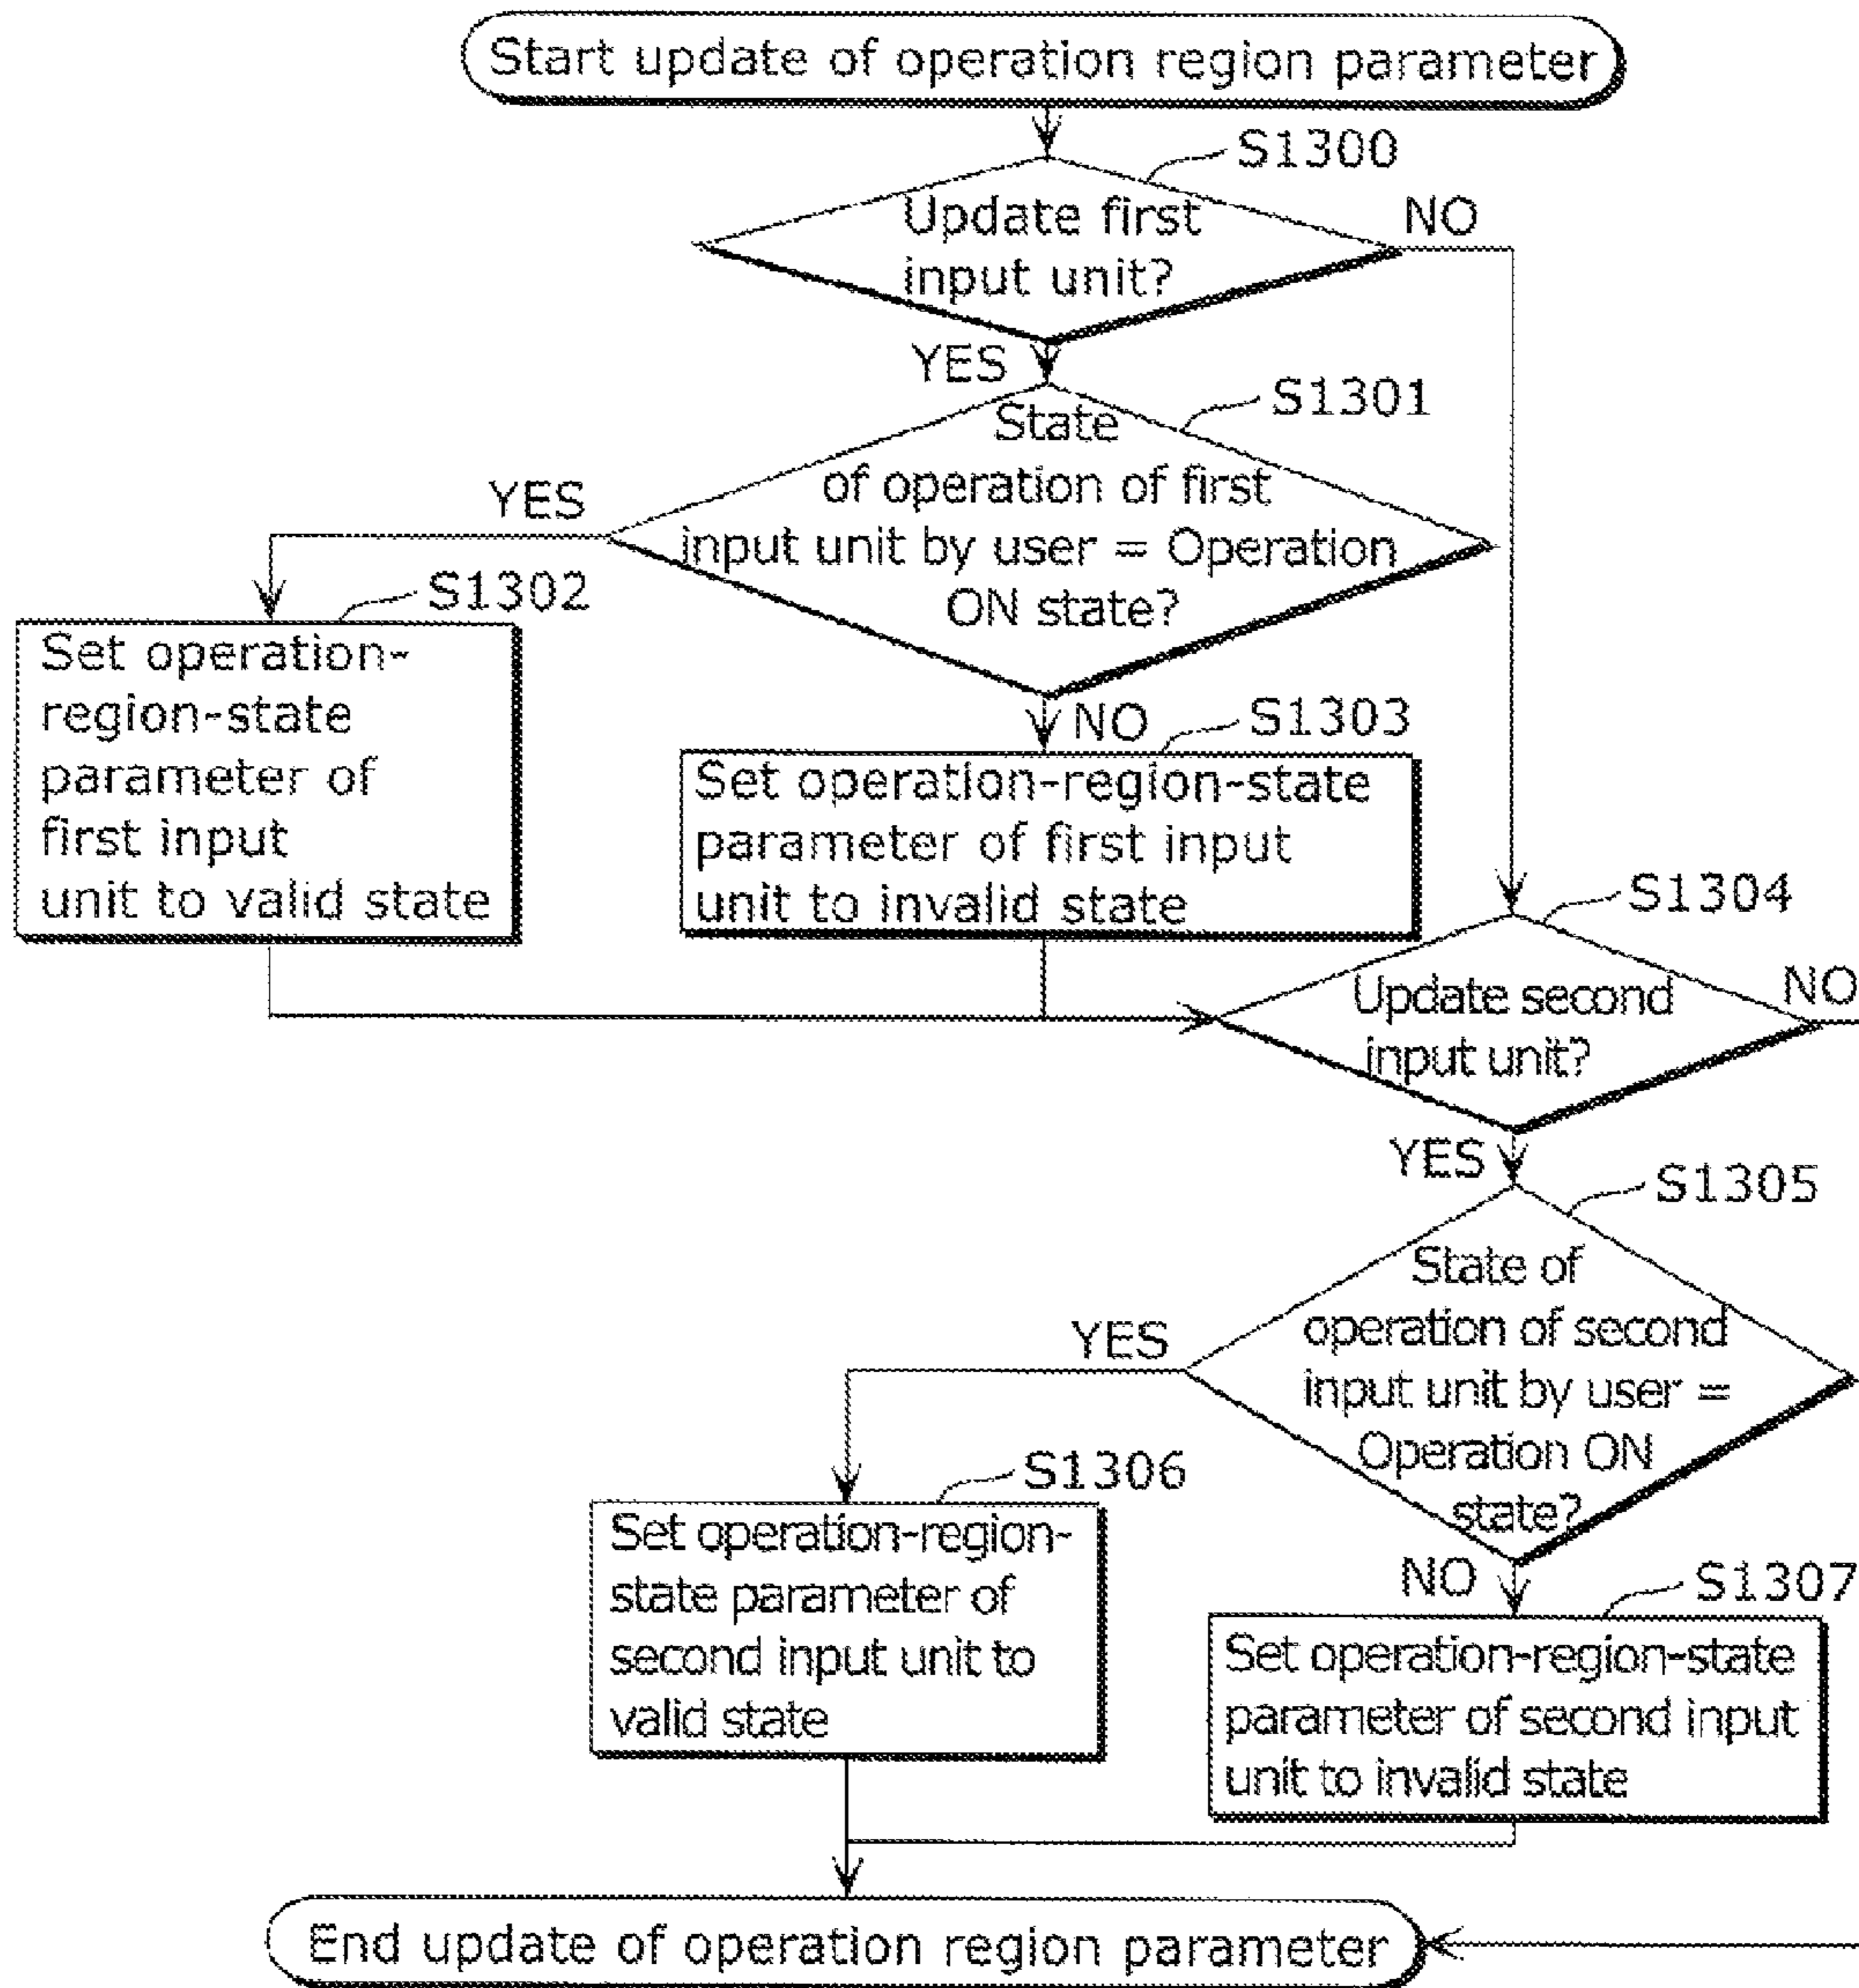 Start update of operation region parameter
S1300
Update first
input unit?
NO
YES
S1301
State
of operation of first
input unit by user = Operation
ON state?
YES
S1302
Set operation-
region-state
parameter of
first input
unit to valid state
NO
S1303
Set operation-region-state
parameter of first input
unit to invalid state
S1304
Update second
input unit?
NO
YES
S1305
State of
operation of second
input unit by user =
Operation ON
state?
YES
S1306
Set operation-region-
state parameter of
second input unit to
valid state
NO
S1307
Set operation-region-state
parameter of second input
unit to invalid state
End update of operation region parameter